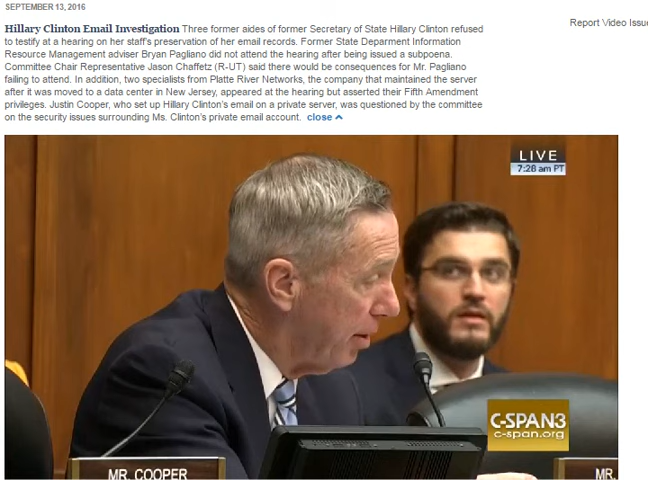 SEPTEMBER 13, 2016
Report Video Issue
Hillary Clinton Email Investigation Three former aides of former Secretary of State Hillary Clinton refused
to testify at a hearing on her staff's preservation of her email records. Former State Deparment Information
Resource Management adviser Bryan Pagliano did not attend the hearing after being issued a subpoena.
Committee Chair Representative Jason Chaffetz (R-UT) said there would be consequences for Mr. Pagliano
failing to attend. In addition, two specialists from Platte River Networks, the company that maintained the server
after it was moved to a data center in New Jersey, appeared at the hearing but asserted their Fifth Amendment
privileges. Justin Cooper, who set up Hillary Clinton's email on a private server, was questioned by the committee
on the security issues surrounding Ms. Clinton's private email account. close
LIVE
7:28 am PT
C-SPAN3
c-span.org
MR. COOPER
MR.